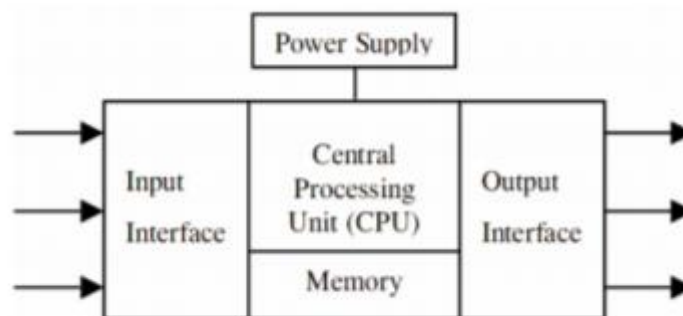 Power Supply
Input
Interface
Central
Processing
Unit (CPU)
Memory
Output
Interface